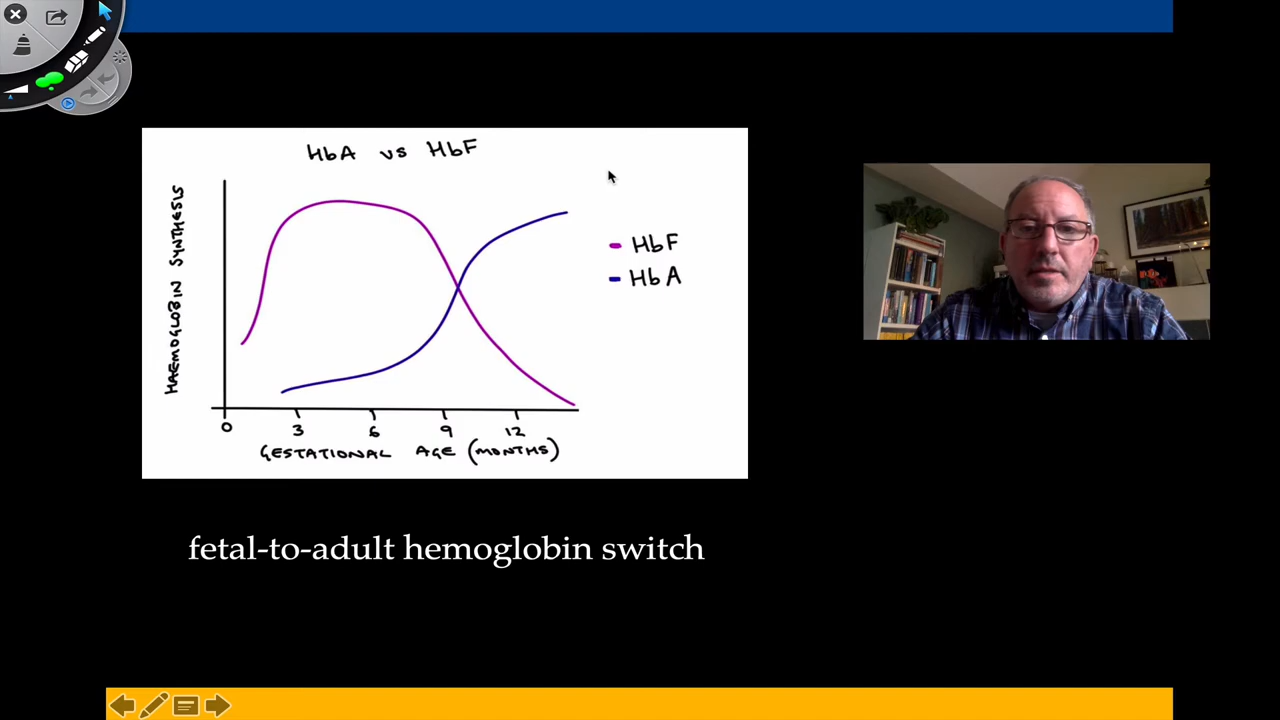 HbA vs HbF
HAEMOGLOBIN SYNTHESIS
HbF
HbA
0 3 6 9 12
GESTATIONAL AGE (MONTHS)
fetal-to-adult hemoglobin switch